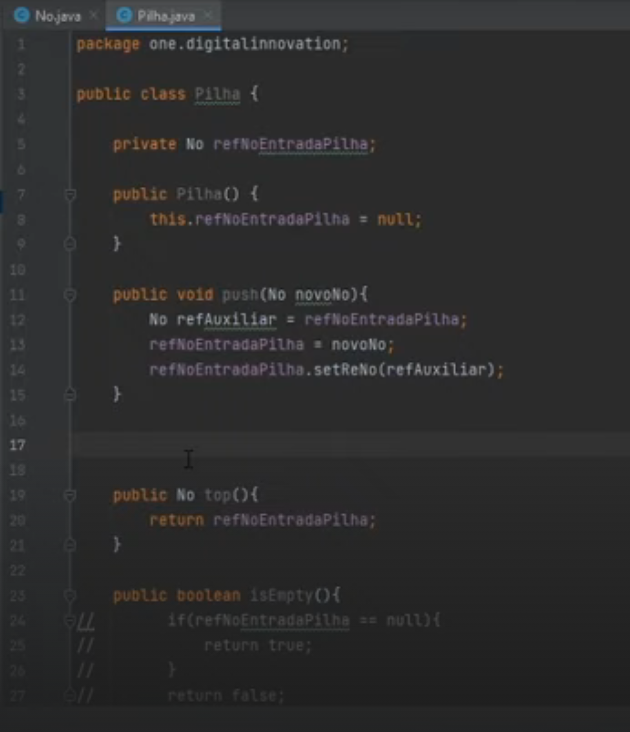 No.java
Pilha.java
1 package one.digitalinnovation;
2
3 public class Pilha {
4
5 private No refNoEntradaPilha;
6
7 public Pilha() {
8 this.refNoEntradaPilha = null;
9 }
10
11 public void push(No novoNo){
12 No refAuxiliar = refNoEntradaPilha;
13 refNoEntradaPilha = novoNo;
14 refNoEntradaPilha.setReNo(refAuxiliar);
15 }
16
17
18
19 public No top(){
20 return refNoEntradaPilha;
21 }
22
23 public boolean isEmpty(){
24 // if(refNoEntradaPilha == null){
25 // return true;
26 // }
27 // return false;